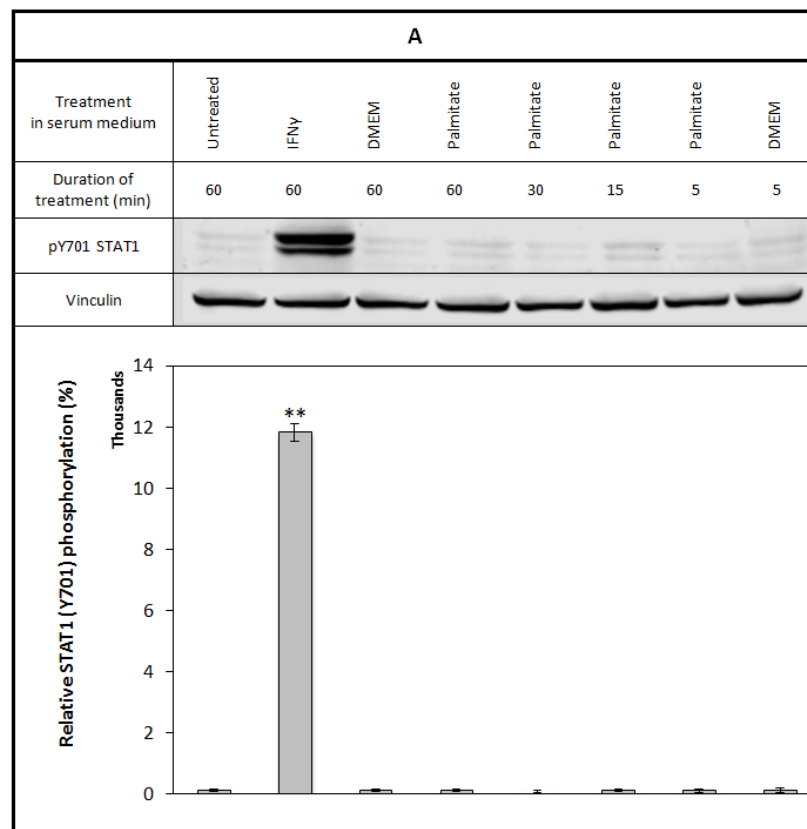 A
Treatment
in serum medium
Untreated
IFNγ
DMEM
Palmitate
Palmitate
Palmitate
Palmitate
DMEM
Duration of
treatment (min)
60 60 60 60 30 15 5 5
pY701 STAT1
Vinculin
Relative STAT1 (Y701) phosphorylation (%)
Thousands
14
12
10
8
6
4
2
0
**